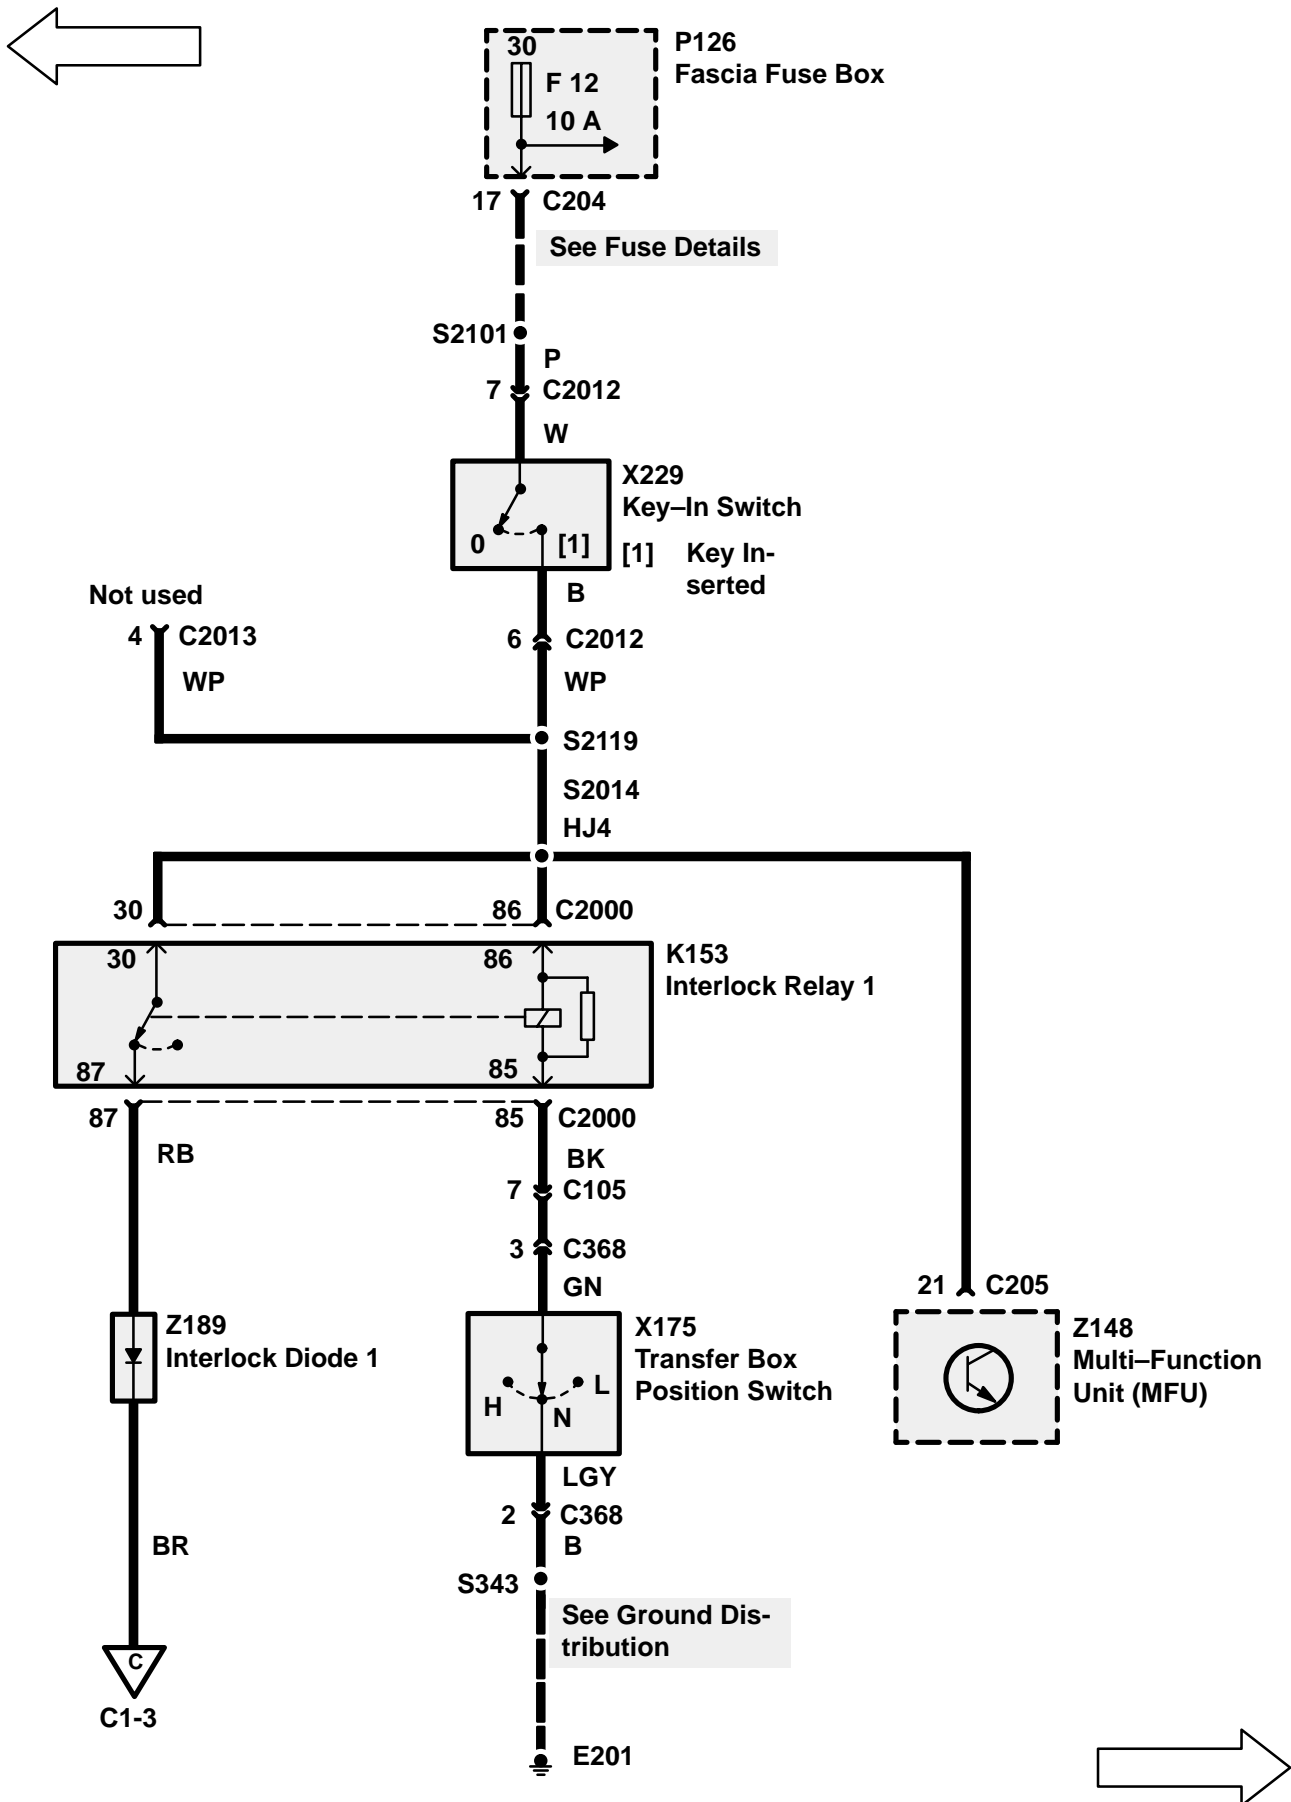 30
F 12
10 A
P126
Fascia Fuse Box
17 C204
See Fuse Details
S2101
P
7 C2012
W
X229
Key–In Switch
0 [1]
[1] Key In-
serted
B
Not used
4 C2013
WP
6 C2012
WP
S2119
S2014
HJ4
30 86 C2000
30 86
K153
Interlock Relay 1
87 85
87 85 C2000
RB
BK
7 C105
3 C368
GN
21 C205
Z189
Interlock Diode 1
X175
Transfer Box
Position Switch
H N L
Z148
Multi–Function
Unit (MFU)
LGY
2 C368
B
BR
S343
See Ground Dis-
tribution
C
C1-3
E201